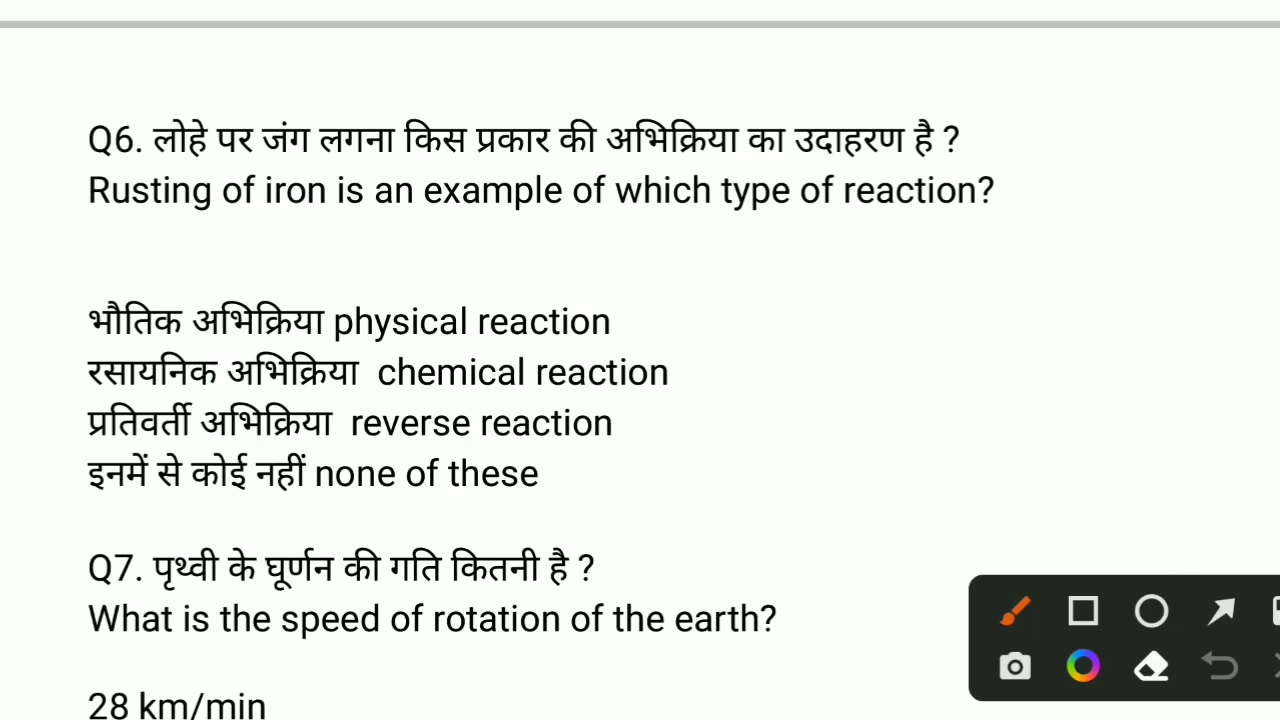 Q6. लोहे पर जंग लगना किस प्रकार की अभिक्रिया का उदाहरण है ?
Rusting of iron is an example of which type of reaction?
भौतिक अभिक्रिया physical reaction
रसायनिक अभिक्रिया chemical reaction
प्रतिवर्ती अभिक्रिया reverse reaction
इनमें से कोई नहीं none of these
Q7. पृथ्वी के घूर्णन की गति कितनी है ?
What is the speed of rotation of the earth?
28 km/min